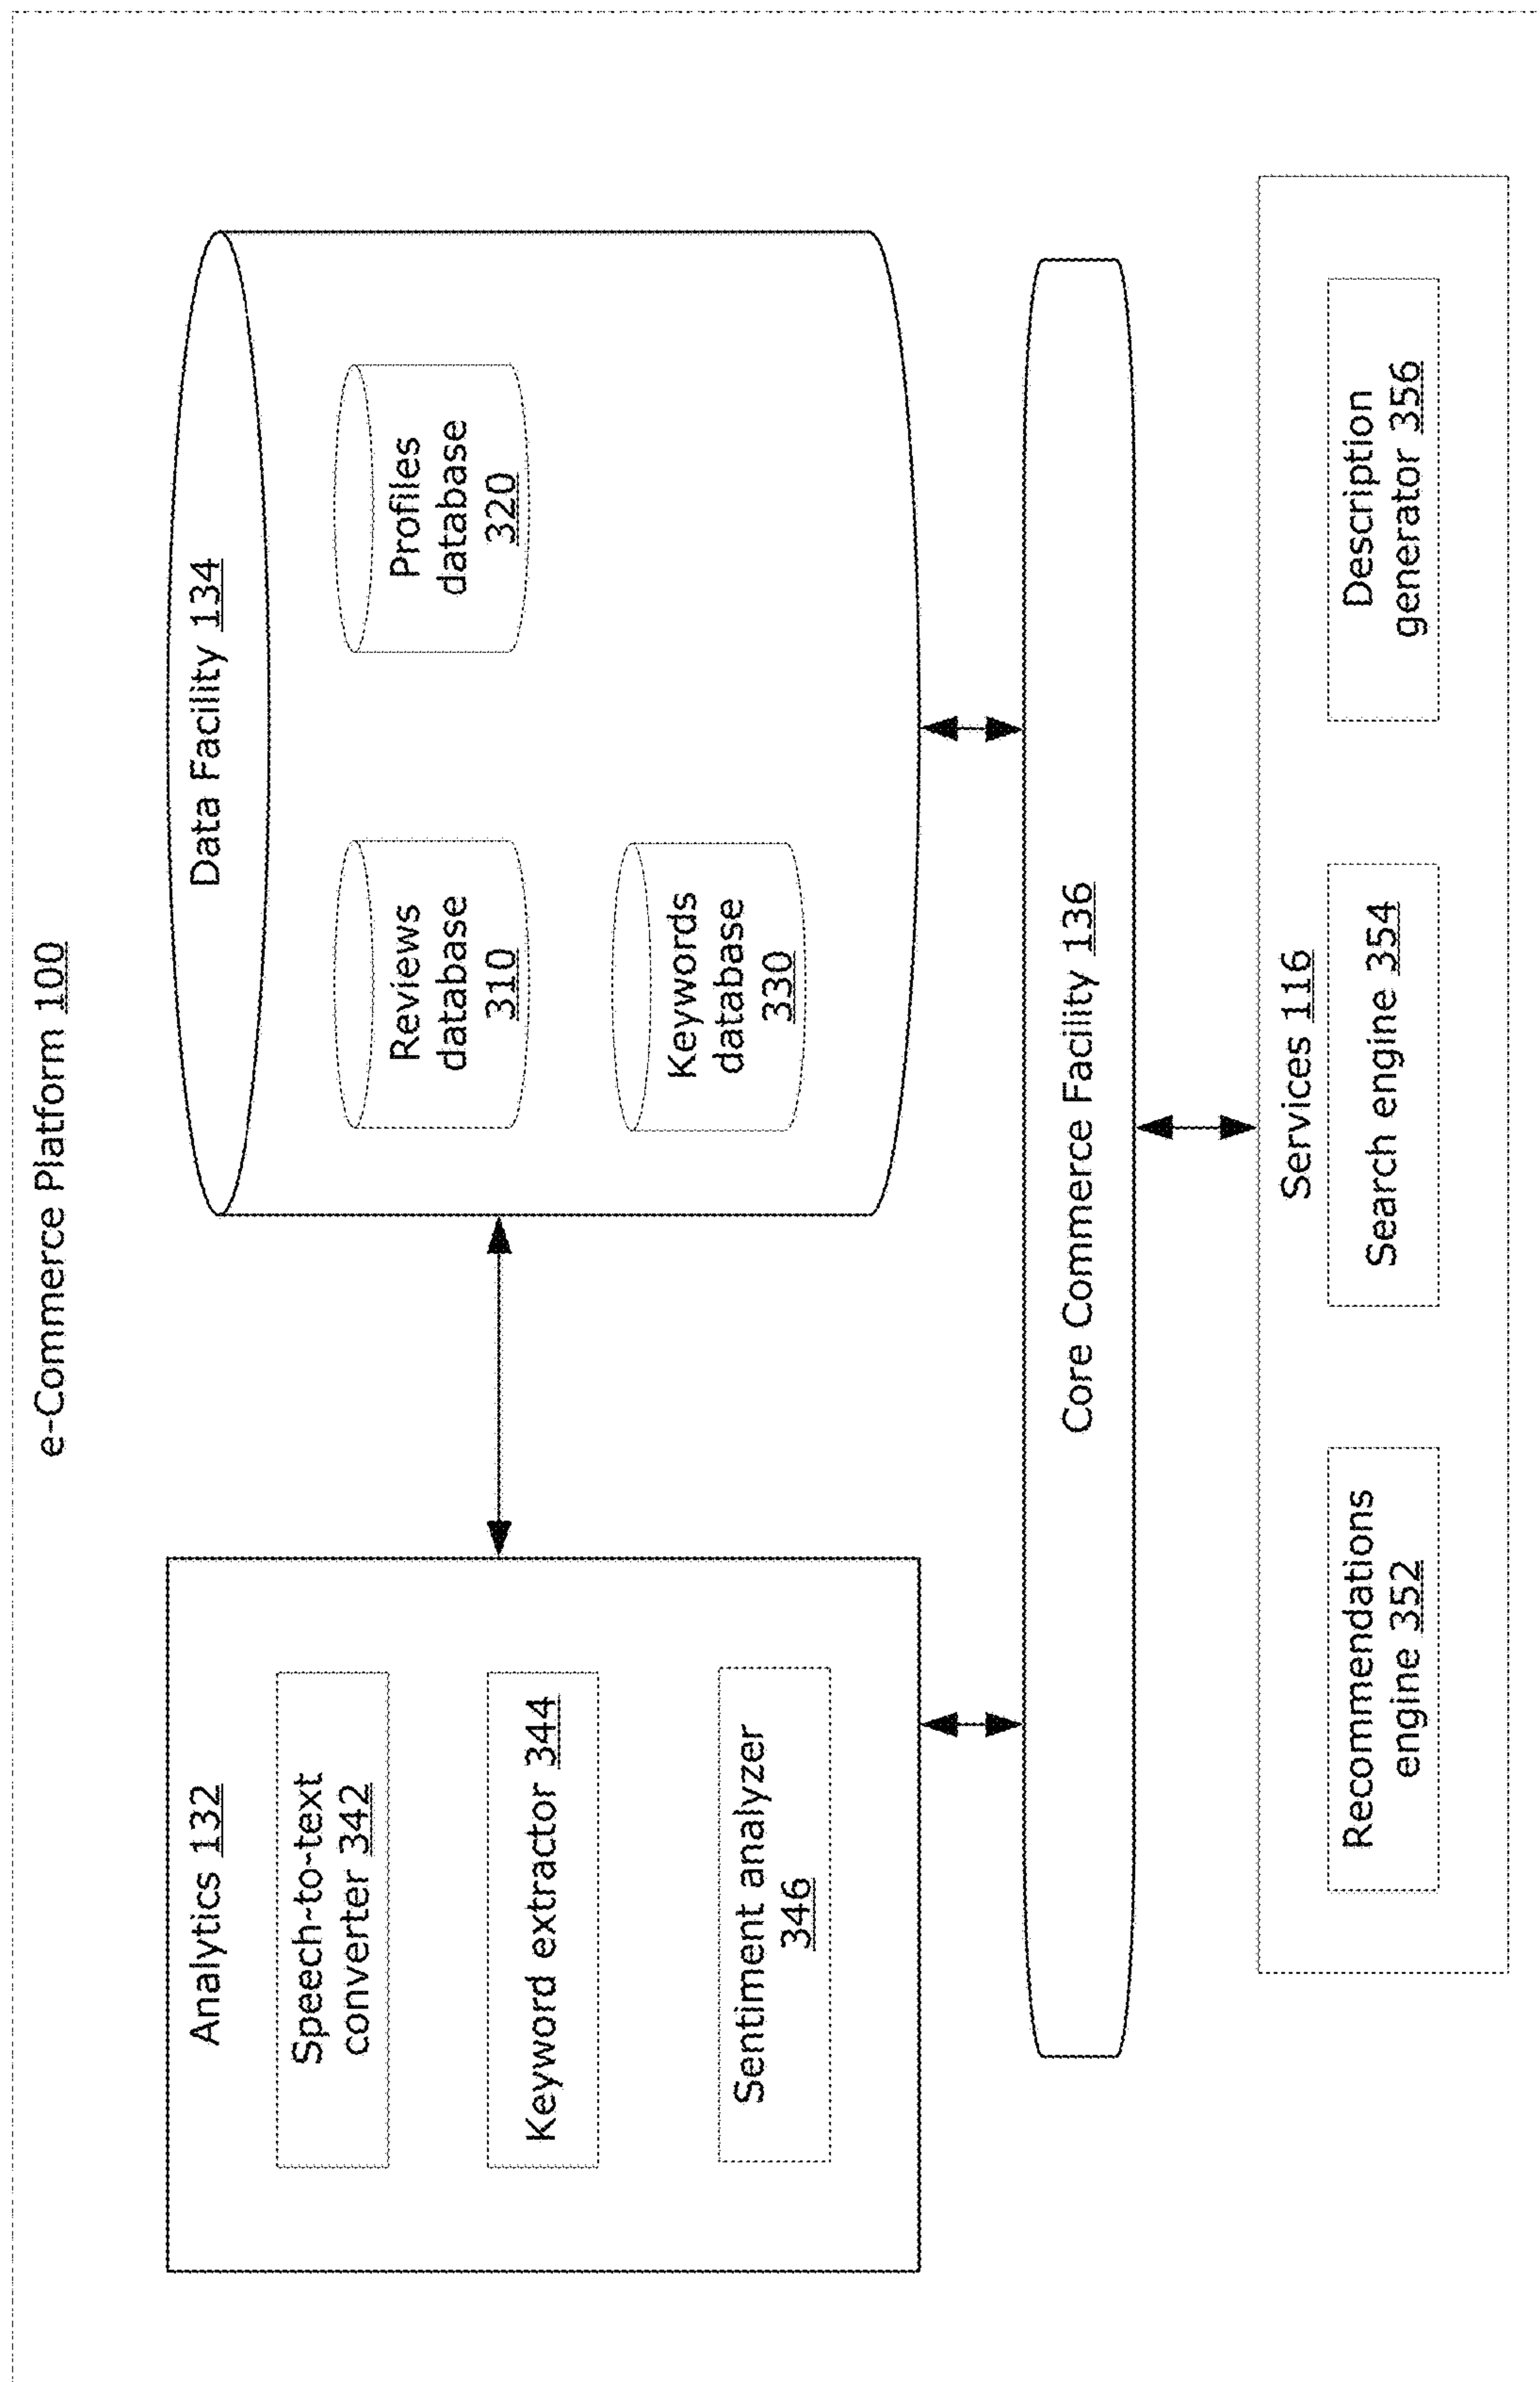 e-Commerce Platform 100
Analytics 132
Speech-to-text
converter 342
Keyword extractor 344
Sentiment analyzer
346
Data Facility 134
Reviews
database
310
Profiles
database
320
Keywords
database
330
Core Commerce Facility 136
Services 116
Recommendations
engine 352
Search engine 354
Description
generator 356